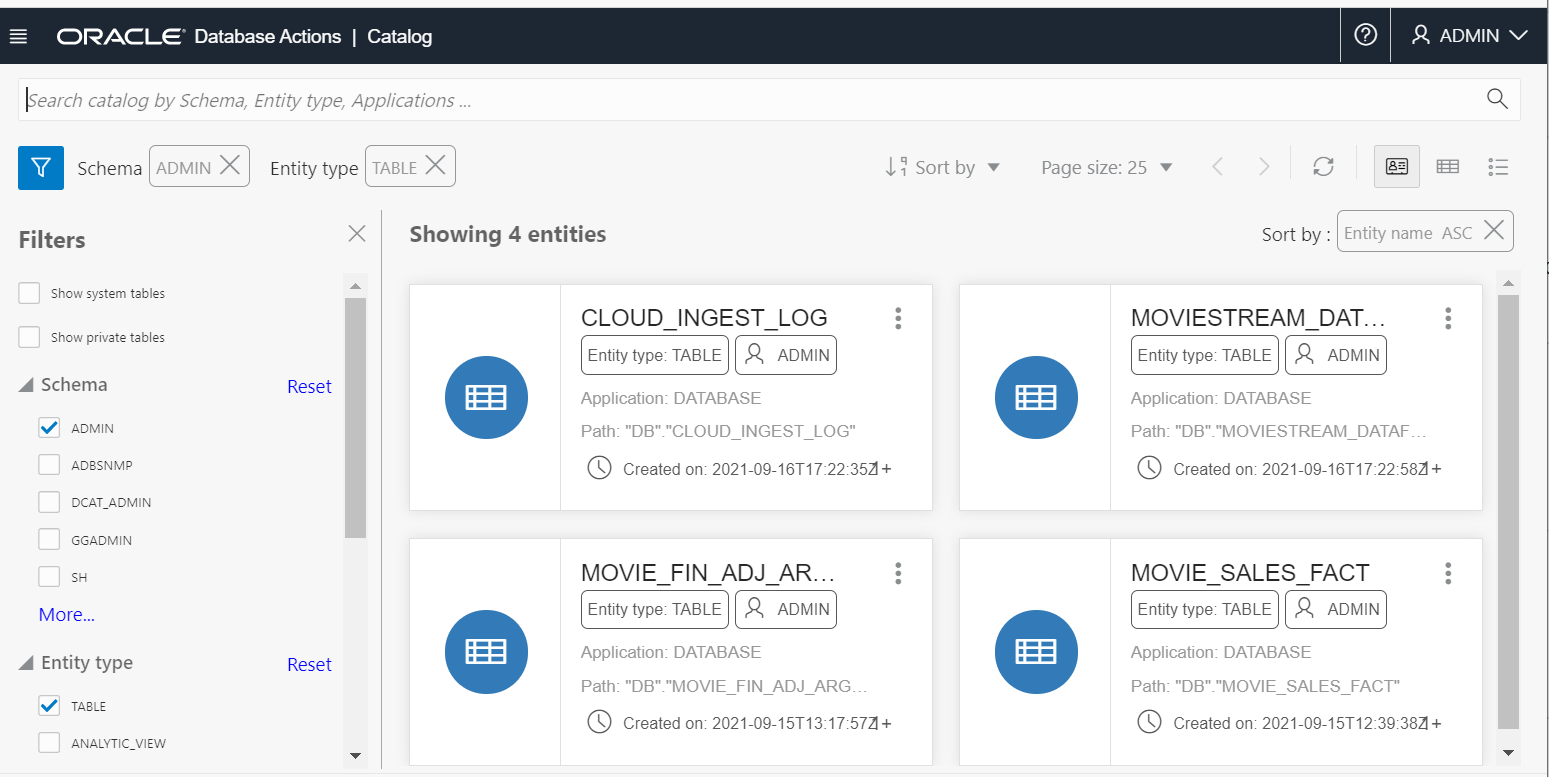 ORACLE Database Actions | Catalog
ADMIN
Search catalog by Schema, Entity type, Applications ...
Schema ADMIN Entity type TABLE
Sort by Page size: 25
Filters
Show system tables
Show private tables
Schema Reset
ADMIN
ADBSNMP
DCAT_ADMIN
GGADMIN
SH
More...
Entity type Reset
TABLE
ANALYTIC_VIEW
Showing 4 entities
Sort by : Entity name ASC
CLOUD_INGEST_LOG
Entity type: TABLE ADMIN
Application: DATABASE
Path: "DB"."CLOUD_INGEST_LOG"
Created on: 2021-09-16T17:22:35Z 1+
MOVIESTREAM_DAT...
Entity type: TABLE ADMIN
Application: DATABASE
Path: "DB"."MOVIESTREAM_DATAF...
Created on: 2021-09-16T17:22:58Z 1+
MOVIE_FIN_ADJ_AR...
Entity type: TABLE ADMIN
Application: DATABASE
Path: "DB"."MOVIE_FIN_ADJ_ARG...
Created on: 2021-09-15T13:17:57Z 1+
MOVIE_SALES_FACT
Entity type: TABLE ADMIN
Application: DATABASE
Path: "DB"."MOVIE_SALES_FACT"
Created on: 2021-09-15T12:39:38Z 1+